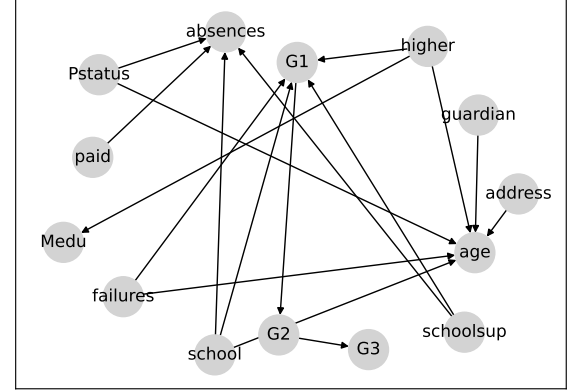 absences
higher
G1
Pstatus
guardian
paid
address
Medu
age
failures
schoolsup
G2
G3
school